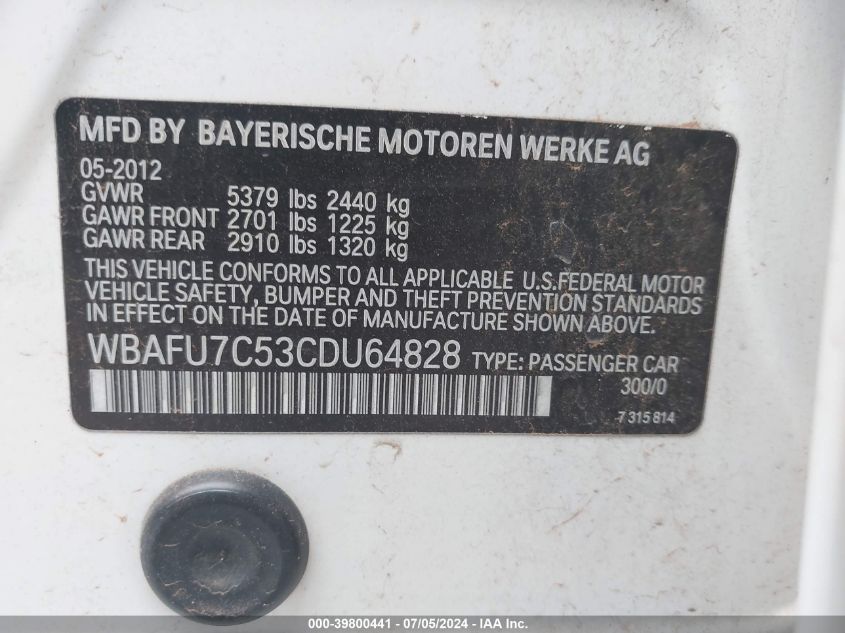 MFD BY BAYERISCHE MOTOREN WERKE AG
05-2012
GVWR 5379 lbs 2440 kg
GAWR FRONT 2701 lbs 1225 kg
GAWR REAR 2910 lbs 1320 kg
THIS VEHICLE CONFORMS TO ALL APPLICABLE U.S.FEDERAL MOTOR
VEHICLE SAFETY, BUMPER AND THEFT PREVENTION STANDARDS
IN EFFECT ON THE DATE OF MANUFACTURE SHOWN ABOVE.
WBAFU7C53CDU64828 TYPE: PASSENGER CAR
300/0
7 315 814
000-39800441 - 07/05/2024 - IAA Inc.